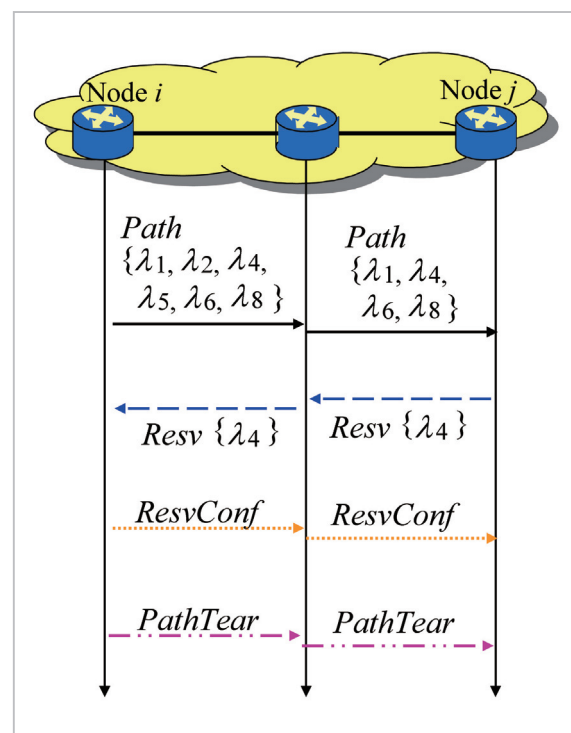 Node i
Node j
Path
{λ1, λ2, λ4,
λ5, λ6, λ8 }
Path
{λ1, λ4,
λ6, λ8 }
Resv {λ4}
Resv {λ4}
ResvConf
ResvConf
PathTear
PathTear